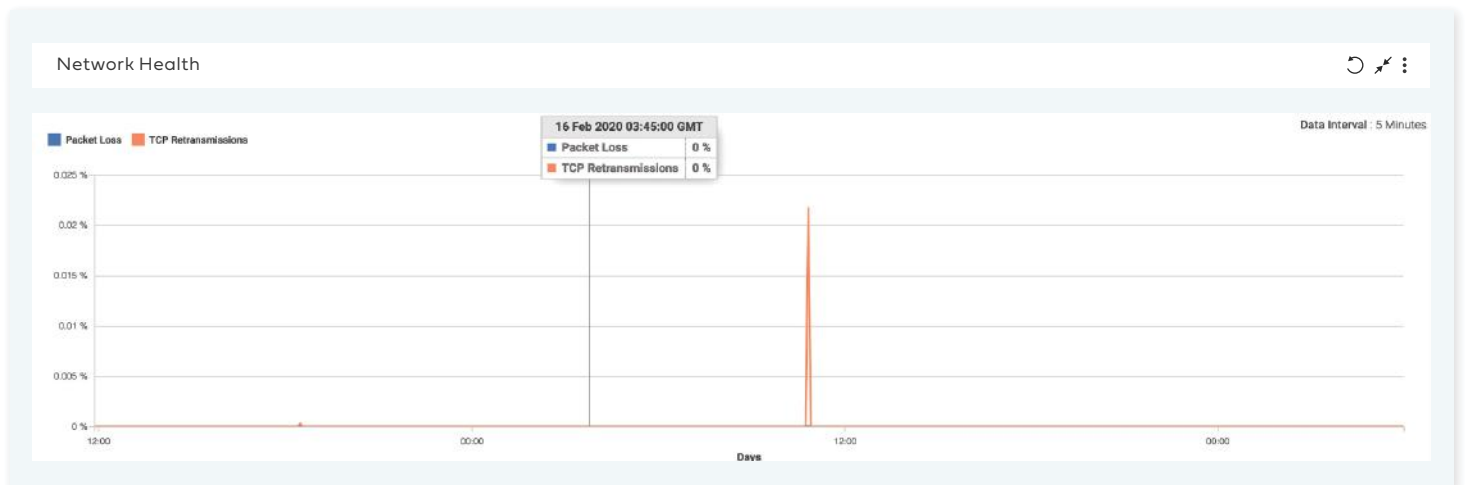 Network Health
Packet Loss TCP Retransmissions
16 Feb 2020 03:45:00 GMT
Packet Loss 0 %
TCP Retransmissions 0 %
Data Interval : 5 Minutes
0.025 %
0.02 %
0.015 %
0.01 %
0.005 %
0 %
12:00 00:00 12:00 00:00
Days